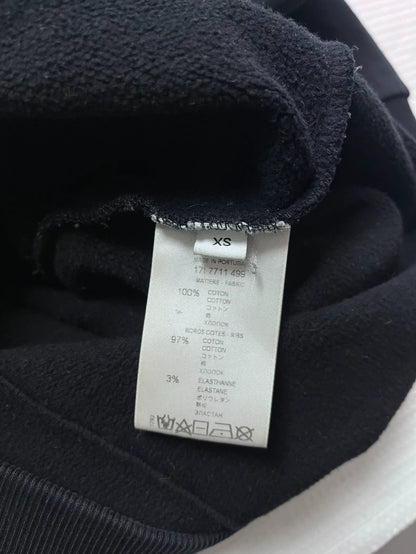 XS
MADE IN PORTUGAL
17I 7711 499
MATIERE - FABRIC
100% COTON
COTTON
コットン
棉
ХЛОПОК
BORDS COTES - RIBS
97% COTON
COTTON
コットン
棉
ХЛОПОК
3% ELASTHANNE
ELASTANE
ポリウレタン
ЭЛАСТАН